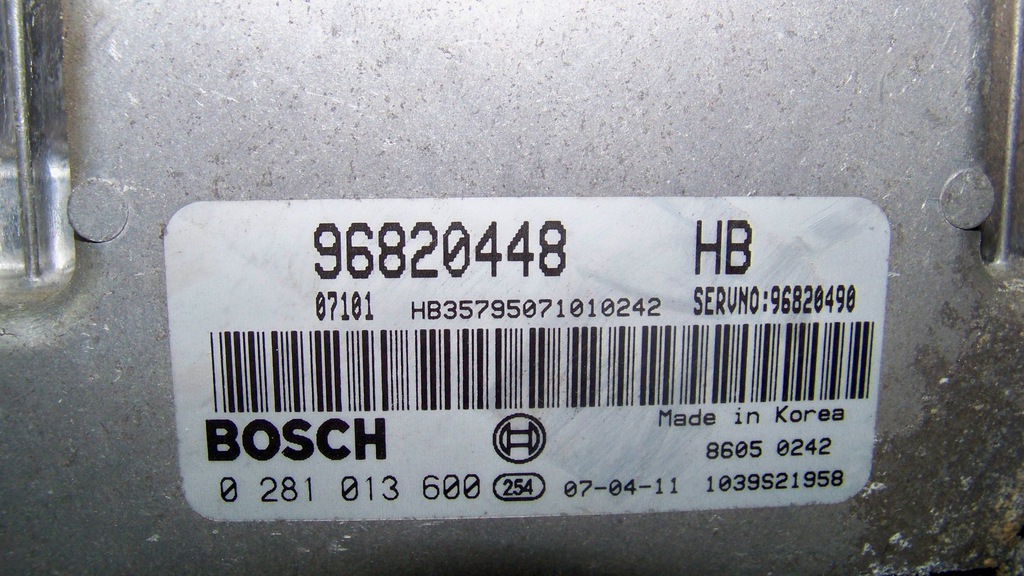 96820448 HB
07101 HB35795071010242 SERVNO:96820490
Made in Korea
BOSCH 8605 0242
0 281 013 600 254 07-04-11 1039S21958